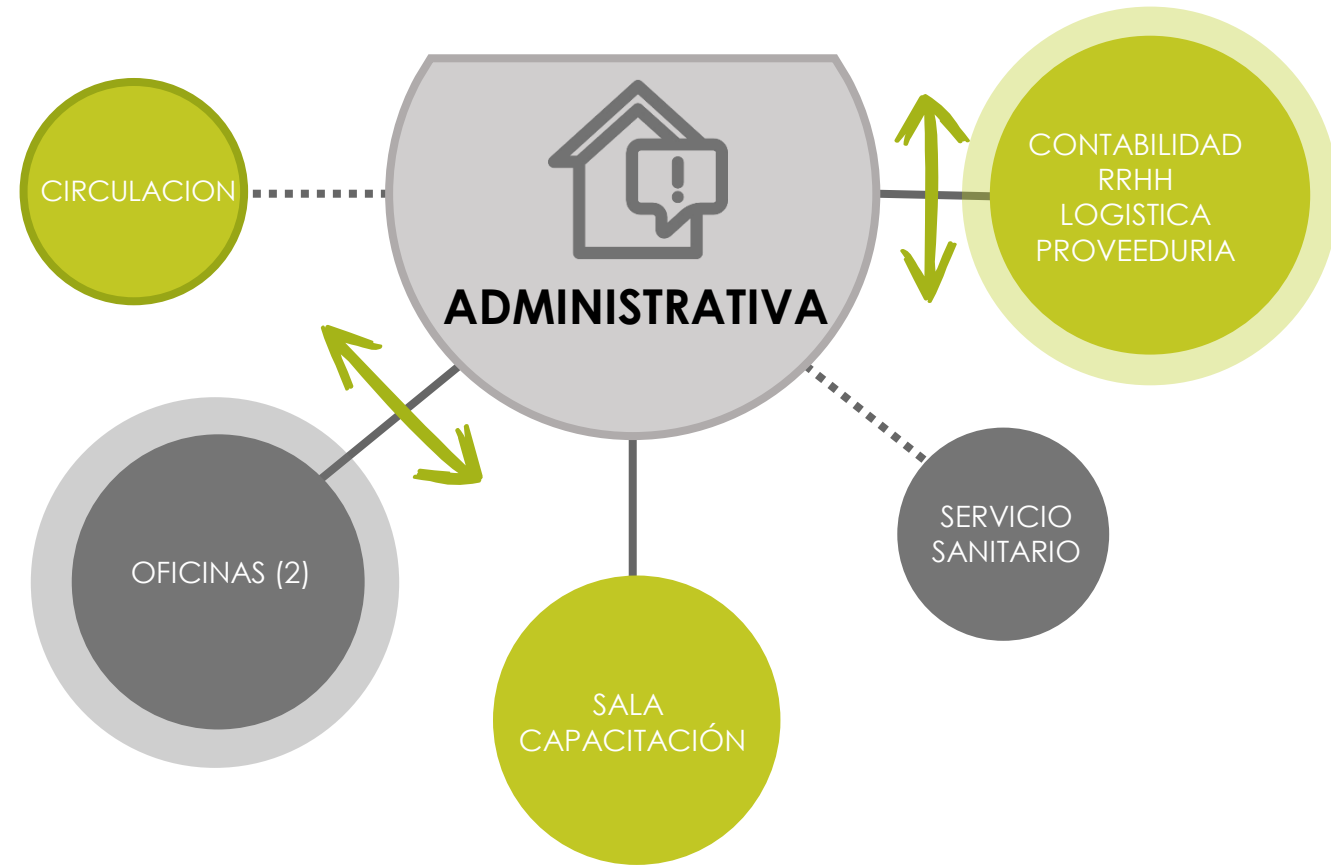 CIRCULACION
ADMINISTRATIVA
CONTABILIDAD
RRHH
LOGISTICA
PROVEEDURIA
OFICINAS (2)
SALA
CAPACITACIÓN
SERVICIO
SANITARIO